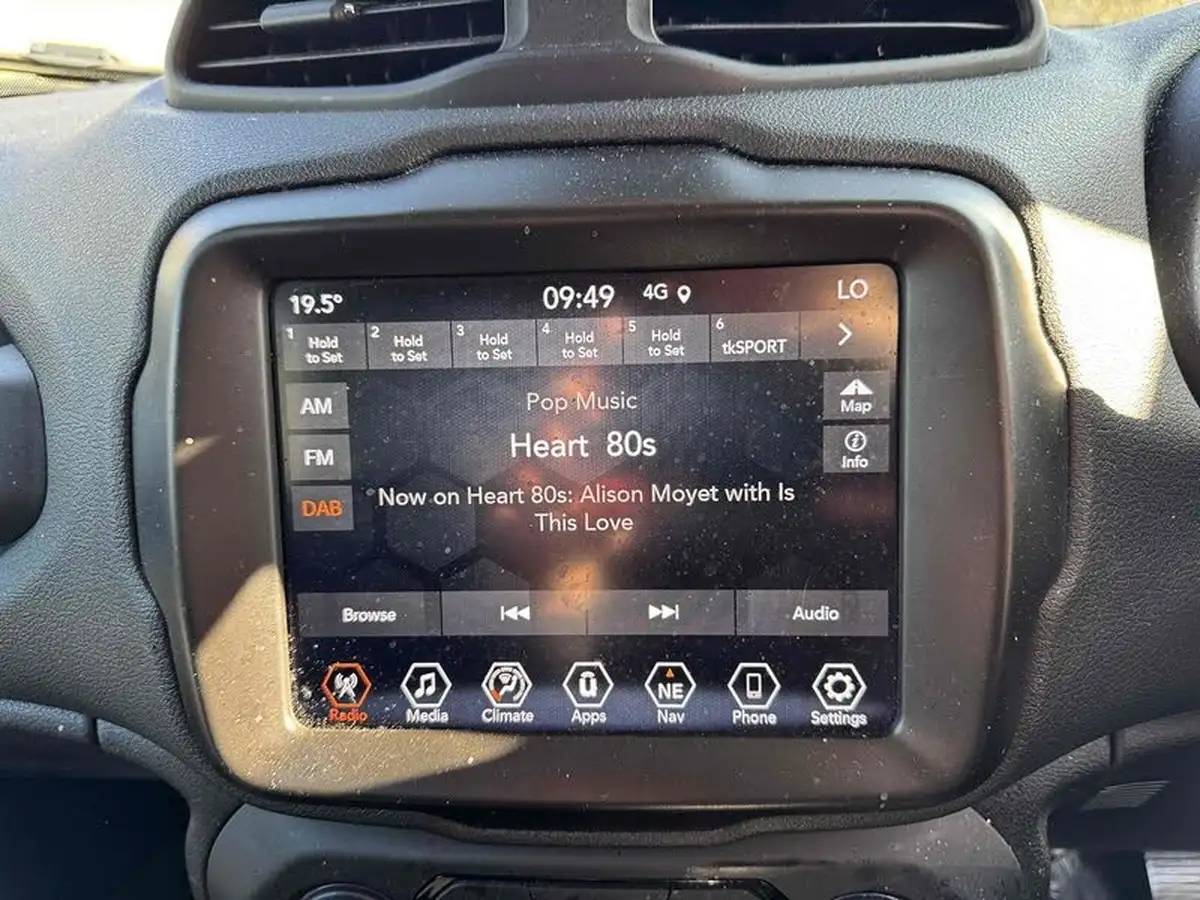 19.5° 09:49 4G LO
1 Hold to Set 2 Hold to Set 3 Hold to Set 4 Hold to Set 5 Hold to Set 6 tkSPORT
AM
Pop Music
Map
Heart 80s
FM
Info
DAB
Now on Heart 80s: Alison Moyet with Is
This Love
Browse Audio
NE
Radio Media Climate Apps Nav Phone Settings